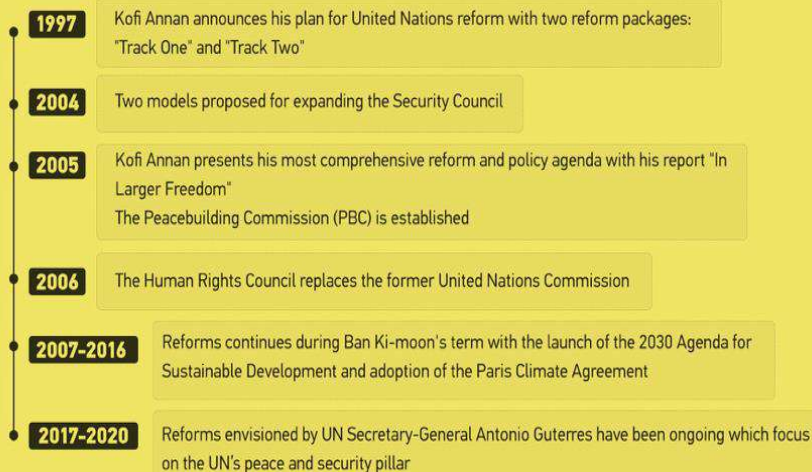 1997
Kofi Annan announces his plan for United Nations reform with two reform packages:
"Track One" and "Track Two"
2004
Two models proposed for expanding the Security Council
2005
Kofi Annan presents his most comprehensive reform and policy agenda with his report "In
Larger Freedom"
The Peacebuilding Commission (PBC) is established
2006
The Human Rights Council replaces the former United Nations Commission
2007-2016
Reforms continues during Ban Ki-moon's term with the launch of the 2030 Agenda for
Sustainable Development and adoption of the Paris Climate Agreement
2017-2020
Reforms envisioned by UN Secretary-General Antonio Guterres have been ongoing which focus
on the UN's peace and security pillar